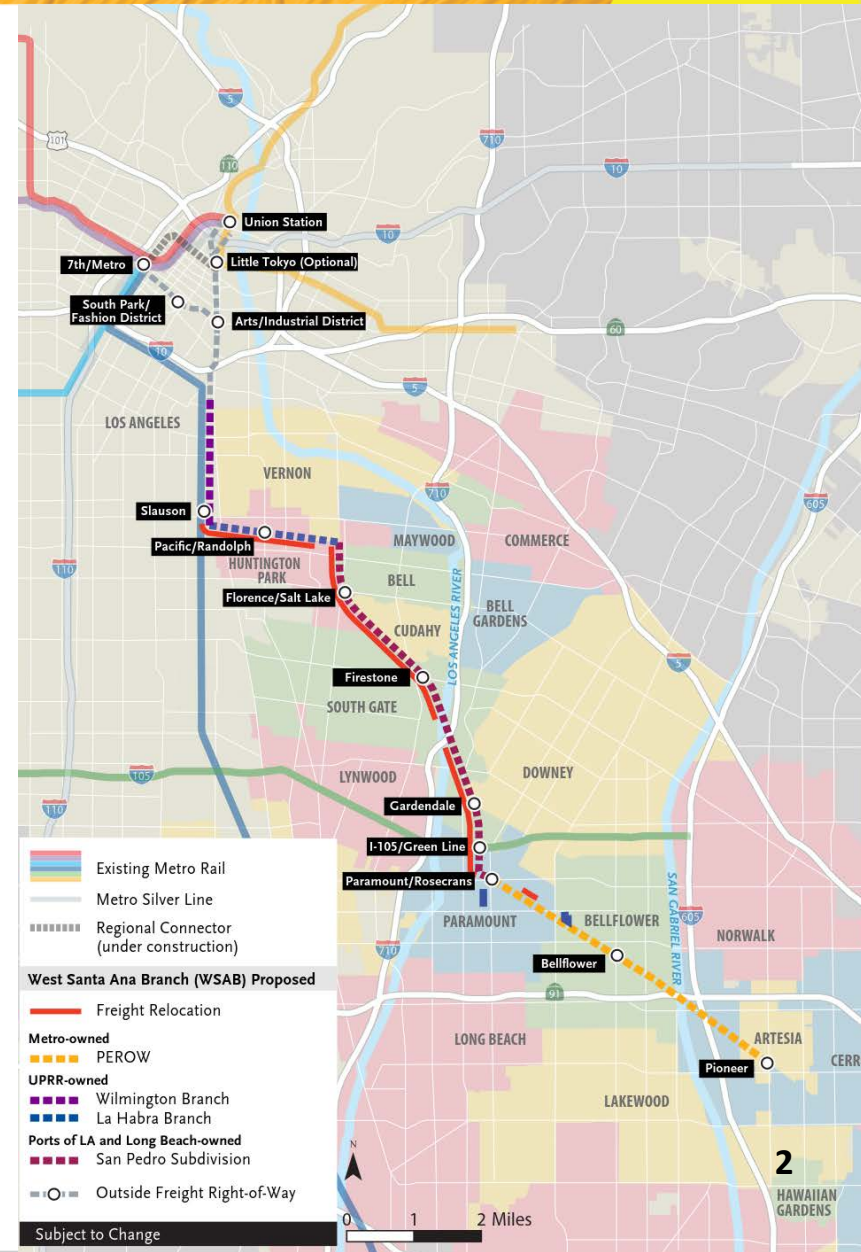 5
101
710
110
10
Union Station
10
7th/Metro
Little Tokyo (Optional)
South Park/
Fashion District
Arts/Industrial District
60
10
5
LOS ANGELES
VERNON
710
605
Slauson
Pacific/Randolph
MAYWOOD
COMMERCE
110
HUNTINGTON
PARK
BELL
Florence/Salt Lake
BELL
GARDENS
LOS ANGELES RIVER
CUDAHY
5
Firestone
SOUTH GATE
105
LYNWOOD
DOWNEY
110
Gardendale
I-105/Green Line
Paramount/Rosecrans
PARAMOUNT
BELLFLOWER
SAN GABRIEL RIVER
605
NORWALK
710
Bellflower
91
LONG BEACH
ARTESIA
CERR
Pioneer
LAKEWOOD
2
HAWAIIAN
GARDENS
Existing Metro Rail
Metro Silver Line
Regional Connector
(under construction)
West Santa Ana Branch (WSAB) Proposed
Freight Relocation
Metro-owned
PEROW
UPRR-owned
Wilmington Branch
La Habra Branch
Ports of LA and Long Beach-owned
San Pedro Subdivision
Outside Freight Right-of-Way
Subject to Change
N
0 1 2 Miles